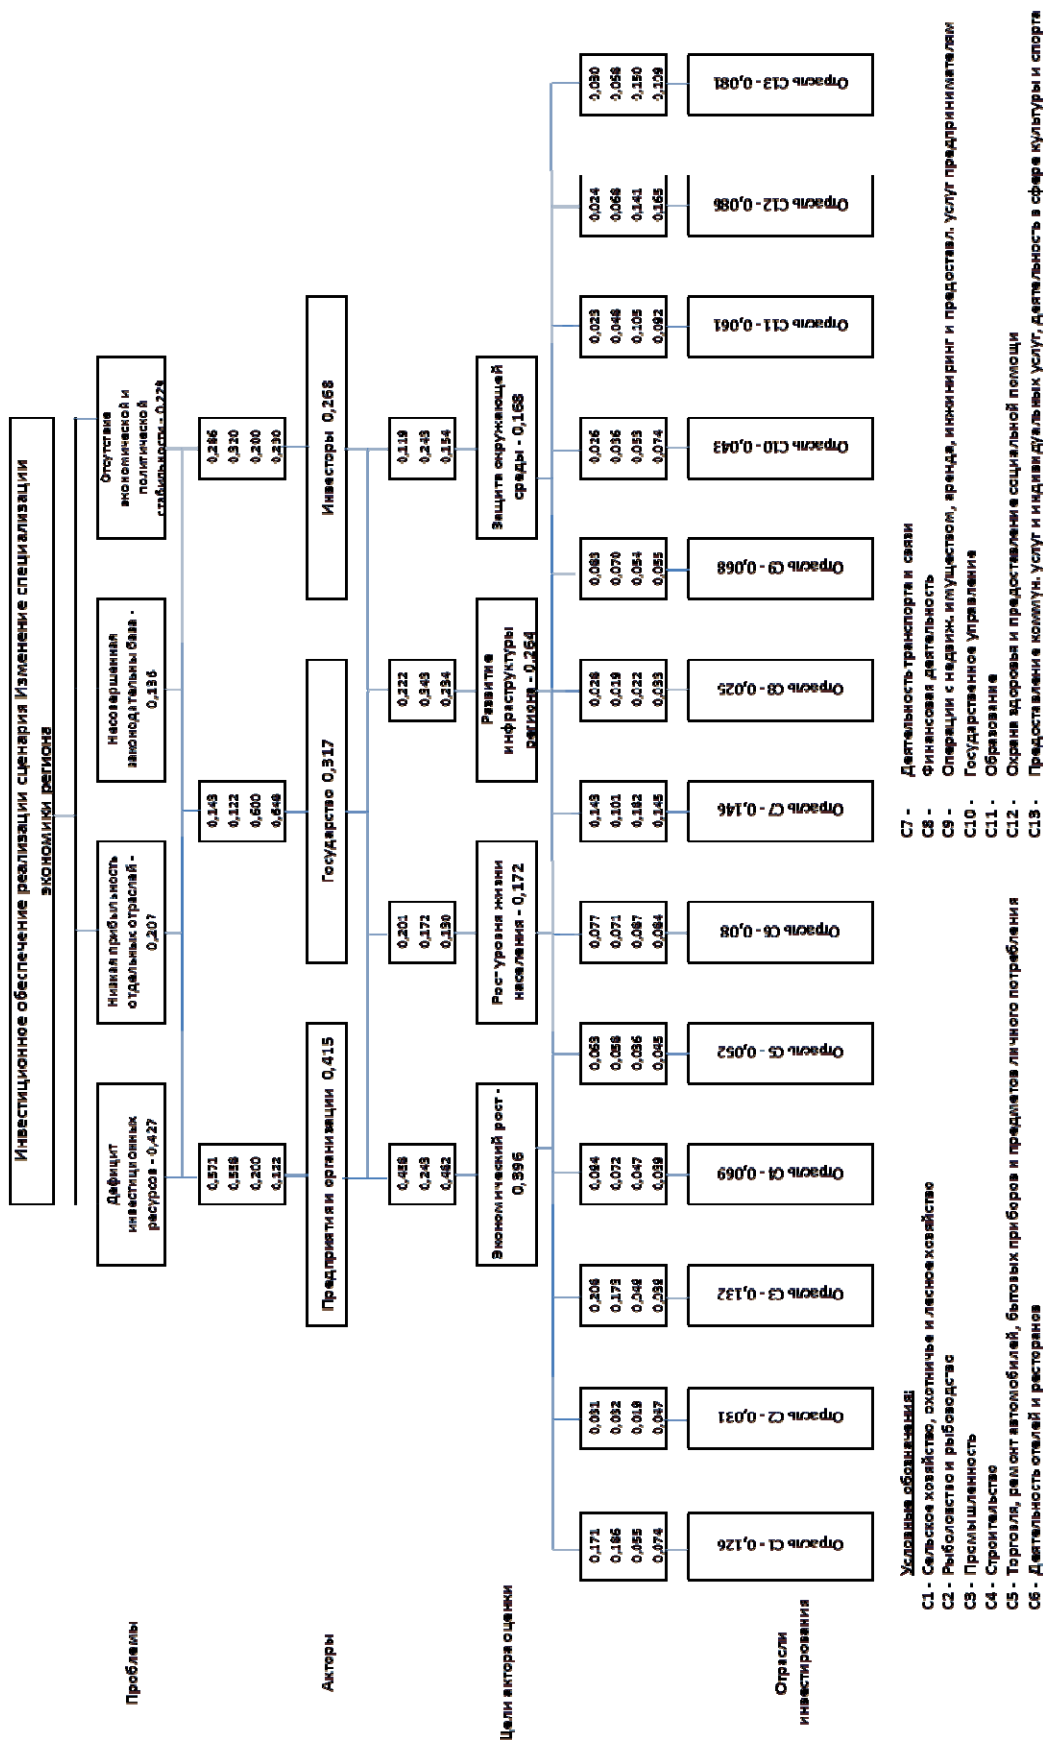 Инвестиционное обеспечение реализации сценария Изменение специализации
экономики региона
Проблемы
Дефицит
инвестиционных
ресурсов - 0,427
Низкая прибыльность
отдельных отраслей -
0,207
Несовершенная
законодательны база -
0,136
Отсутствие
экономической и
политической
стабильности - 0,229
0,571
0,558
0,200
0,122
0,143
0,122
0,600
0,648
0,286
0,320
0,200
0,230
Акторы
Предприятия и организации 0,415
Государство 0,317
Инвесторы 0,268
0,458
0,243
0,462
0,201
0,172
0,130
0,222
0,343
0,234
0,119
0,243
0,154
Цели актора оценки
Экономический рост -
0,396
Рост уровня жизни
населения - 0,172
Развитие
инфраструктуры
региона - 0,264
Защита окружающей
среды - 0,168
0,171
0,186
0,055
0,074
0,031
0,032
0,019
0,047
0,206
0,173
0,049
0,039
0,094
0,072
0,047
0,039
0,063
0,058
0,036
0,045
0,077
0,071
0,087
0,084
0,143
0,101
0,182
0,145
0,028
0,019
0,022
0,033
0,083
0,070
0,054
0,055
0,026
0,036
0,053
0,074
0,023
0,048
0,105
0,092
0,024
0,068
0,141
0,165
0,030
0,058
0,150
0,109
Отрасли
инвестирования
Отрасль С1 - 0,126
Отрасль С2 - 0,031
Отрасль С3 - 0,132
Отрасль С4 - 0,069
Отрасль С5 - 0,052
Отрасль С6 - 0,08
Отрасль С7 - 0,146
Отрасль С8 - 0,025
Отрасль С9 - 0,068
Отрасль С10 - 0,043
Отрасль С11 - 0,061
Отрасль С12 - 0,086
Отрасль С13 - 0,081
Условные обозначения:
С1 - Сельское хозяйство, охотничье и лесное хозяйство
С2 - Рыболовство и рыбоводство
С3 - Промышленность
С4 - Строительство
С5 - Торговля, ремонт автомобилей, бытовых приборов и предметов личного потребления
С6 - Деятельность отелей и ресторанов
С7 - Деятельность транспорта и связи
С8 - Финансовая деятельность
С9 - Операции с недвиж. имуществом, аренда, инжиниринг и предоставл. услуг предпринимателям
С10 - Государственное управление
С11 - Образование
С12 - Охрана здоровья и предоставление социальной помощи
С13 - Предоставление коммун. услуг и индивидуальных услуг, деятельность в сфере культуры и спорта